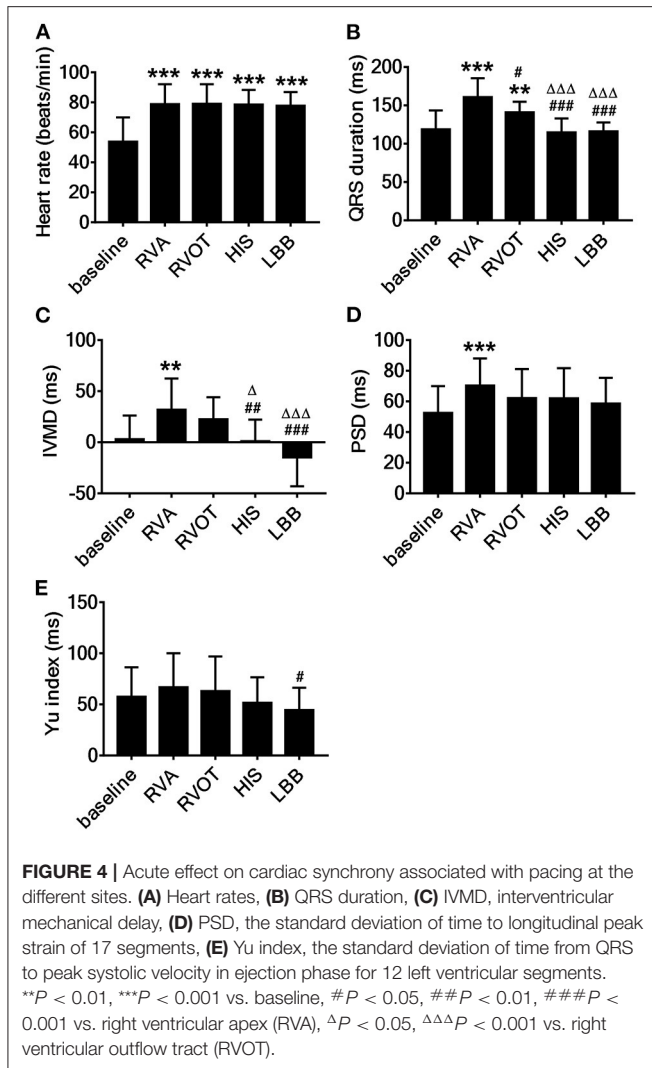 A
Heart rate (beats/min)
100
80
60
40
20
0
*** *** *** ***
baseline RVA RVOT HIS LBB
B
QRS duration (ms)
200
150
100
50
0
***
#
**
ΔΔΔ
###
ΔΔΔ
###
baseline RVA RVOT HIS LBB
C
IVMD (ms)
100
50
0
-50
**
Δ
##
ΔΔΔ
###
baseline RVA RVOT HIS LBB
D
PSD (ms)
100
80
60
40
20
0
***
baseline RVA RVOT HIS LBB
E
Yu index (ms)
150
100
50
0
#
baseline RVA RVOT HIS LBB
FIGURE 4 | Acute effect on cardiac synchrony associated with pacing at the
different sites. (A) Heart rates, (B) QRS duration, (C) IVMD, interventricular
mechanical delay, (D) PSD, the standard deviation of time to longitudinal peak
strain of 17 segments, (E) Yu index, the standard deviation of time from QRS
to peak systolic velocity in ejection phase for 12 left ventricular segments.
**P < 0.01, ***P < 0.001 vs. baseline, #P < 0.05, ##P < 0.01, ###P <
0.001 vs. right ventricular apex (RVA), ΔP < 0.05, ΔΔΔP < 0.001 vs. right
ventricular outflow tract (RVOT).